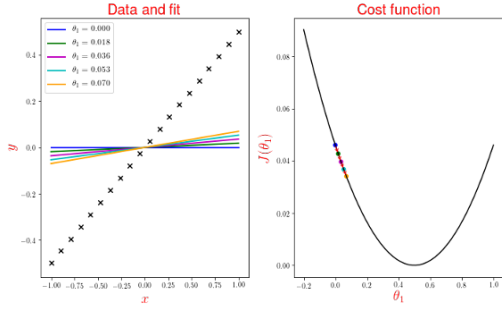 Data and fit
θ₁ = 0.000
θ₁ = 0.018
θ₁ = 0.036
θ₁ = 0.053
θ₁ = 0.070
y
0.4
0.2
0.0
−0.2
−0.4
−1.00 −0.75 −0.50 −0.25 0.00 0.25 0.50 0.75 1.00
x
Cost function
J(θ₁)
0.08
0.06
0.04
0.02
0.00
−0.2 0.0 0.2 0.4 0.6 0.8 1.0
θ₁